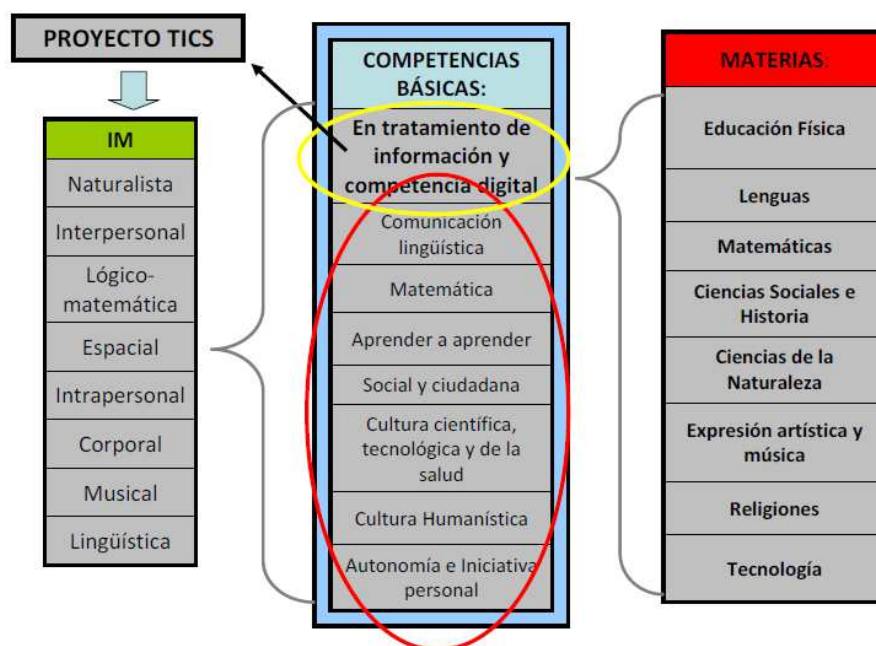 PROYECTO TICS
IM
Naturalista
Interpersonal
Lógico-
matemática
Espacial
Intrapersonal
Corporal
Musical
Lingüística
COMPETENCIAS
BÁSICAS:
En tratamiento de
información y
competencia digital
Comunicación
lingüística
Matemática
Aprender a aprender
Social y ciudadana
Cultura científica,
tecnológica y de la
salud
Cultura Humanística
Autonomía e Iniciativa
personal
MATERIAS:
Educación Física
Lenguas
Matemáticas
Ciencias Sociales e
Historia
Ciencias de la
Naturaleza
Expresión artística y
música
Religiones
Tecnología